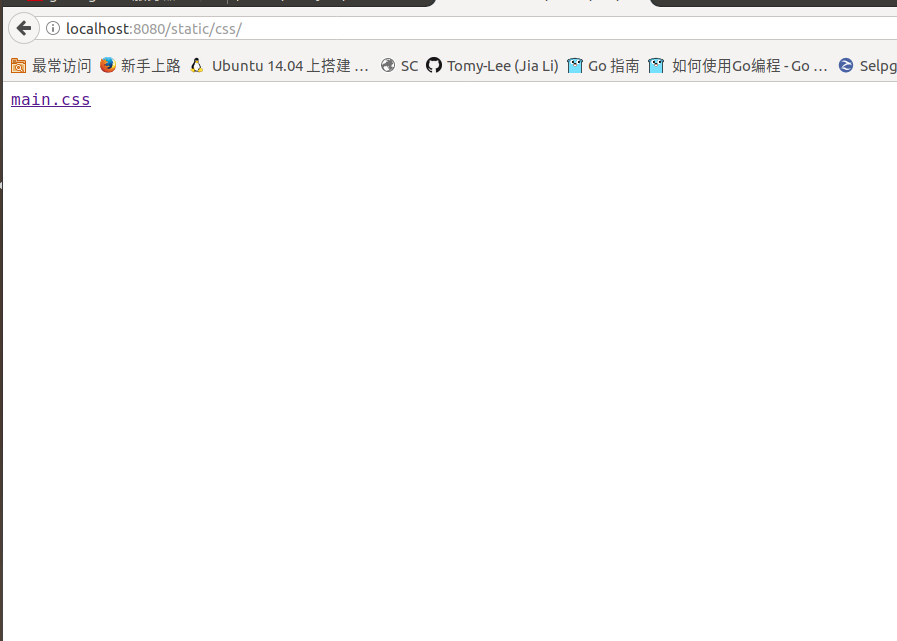 localhost:8080/static/css/
最常访问 新手上路 Ubuntu 14.04 上搭建 … SC Tomy-Lee (Jia Li) Go 指南 如何使用Go编程 - Go … Selpg
main.css